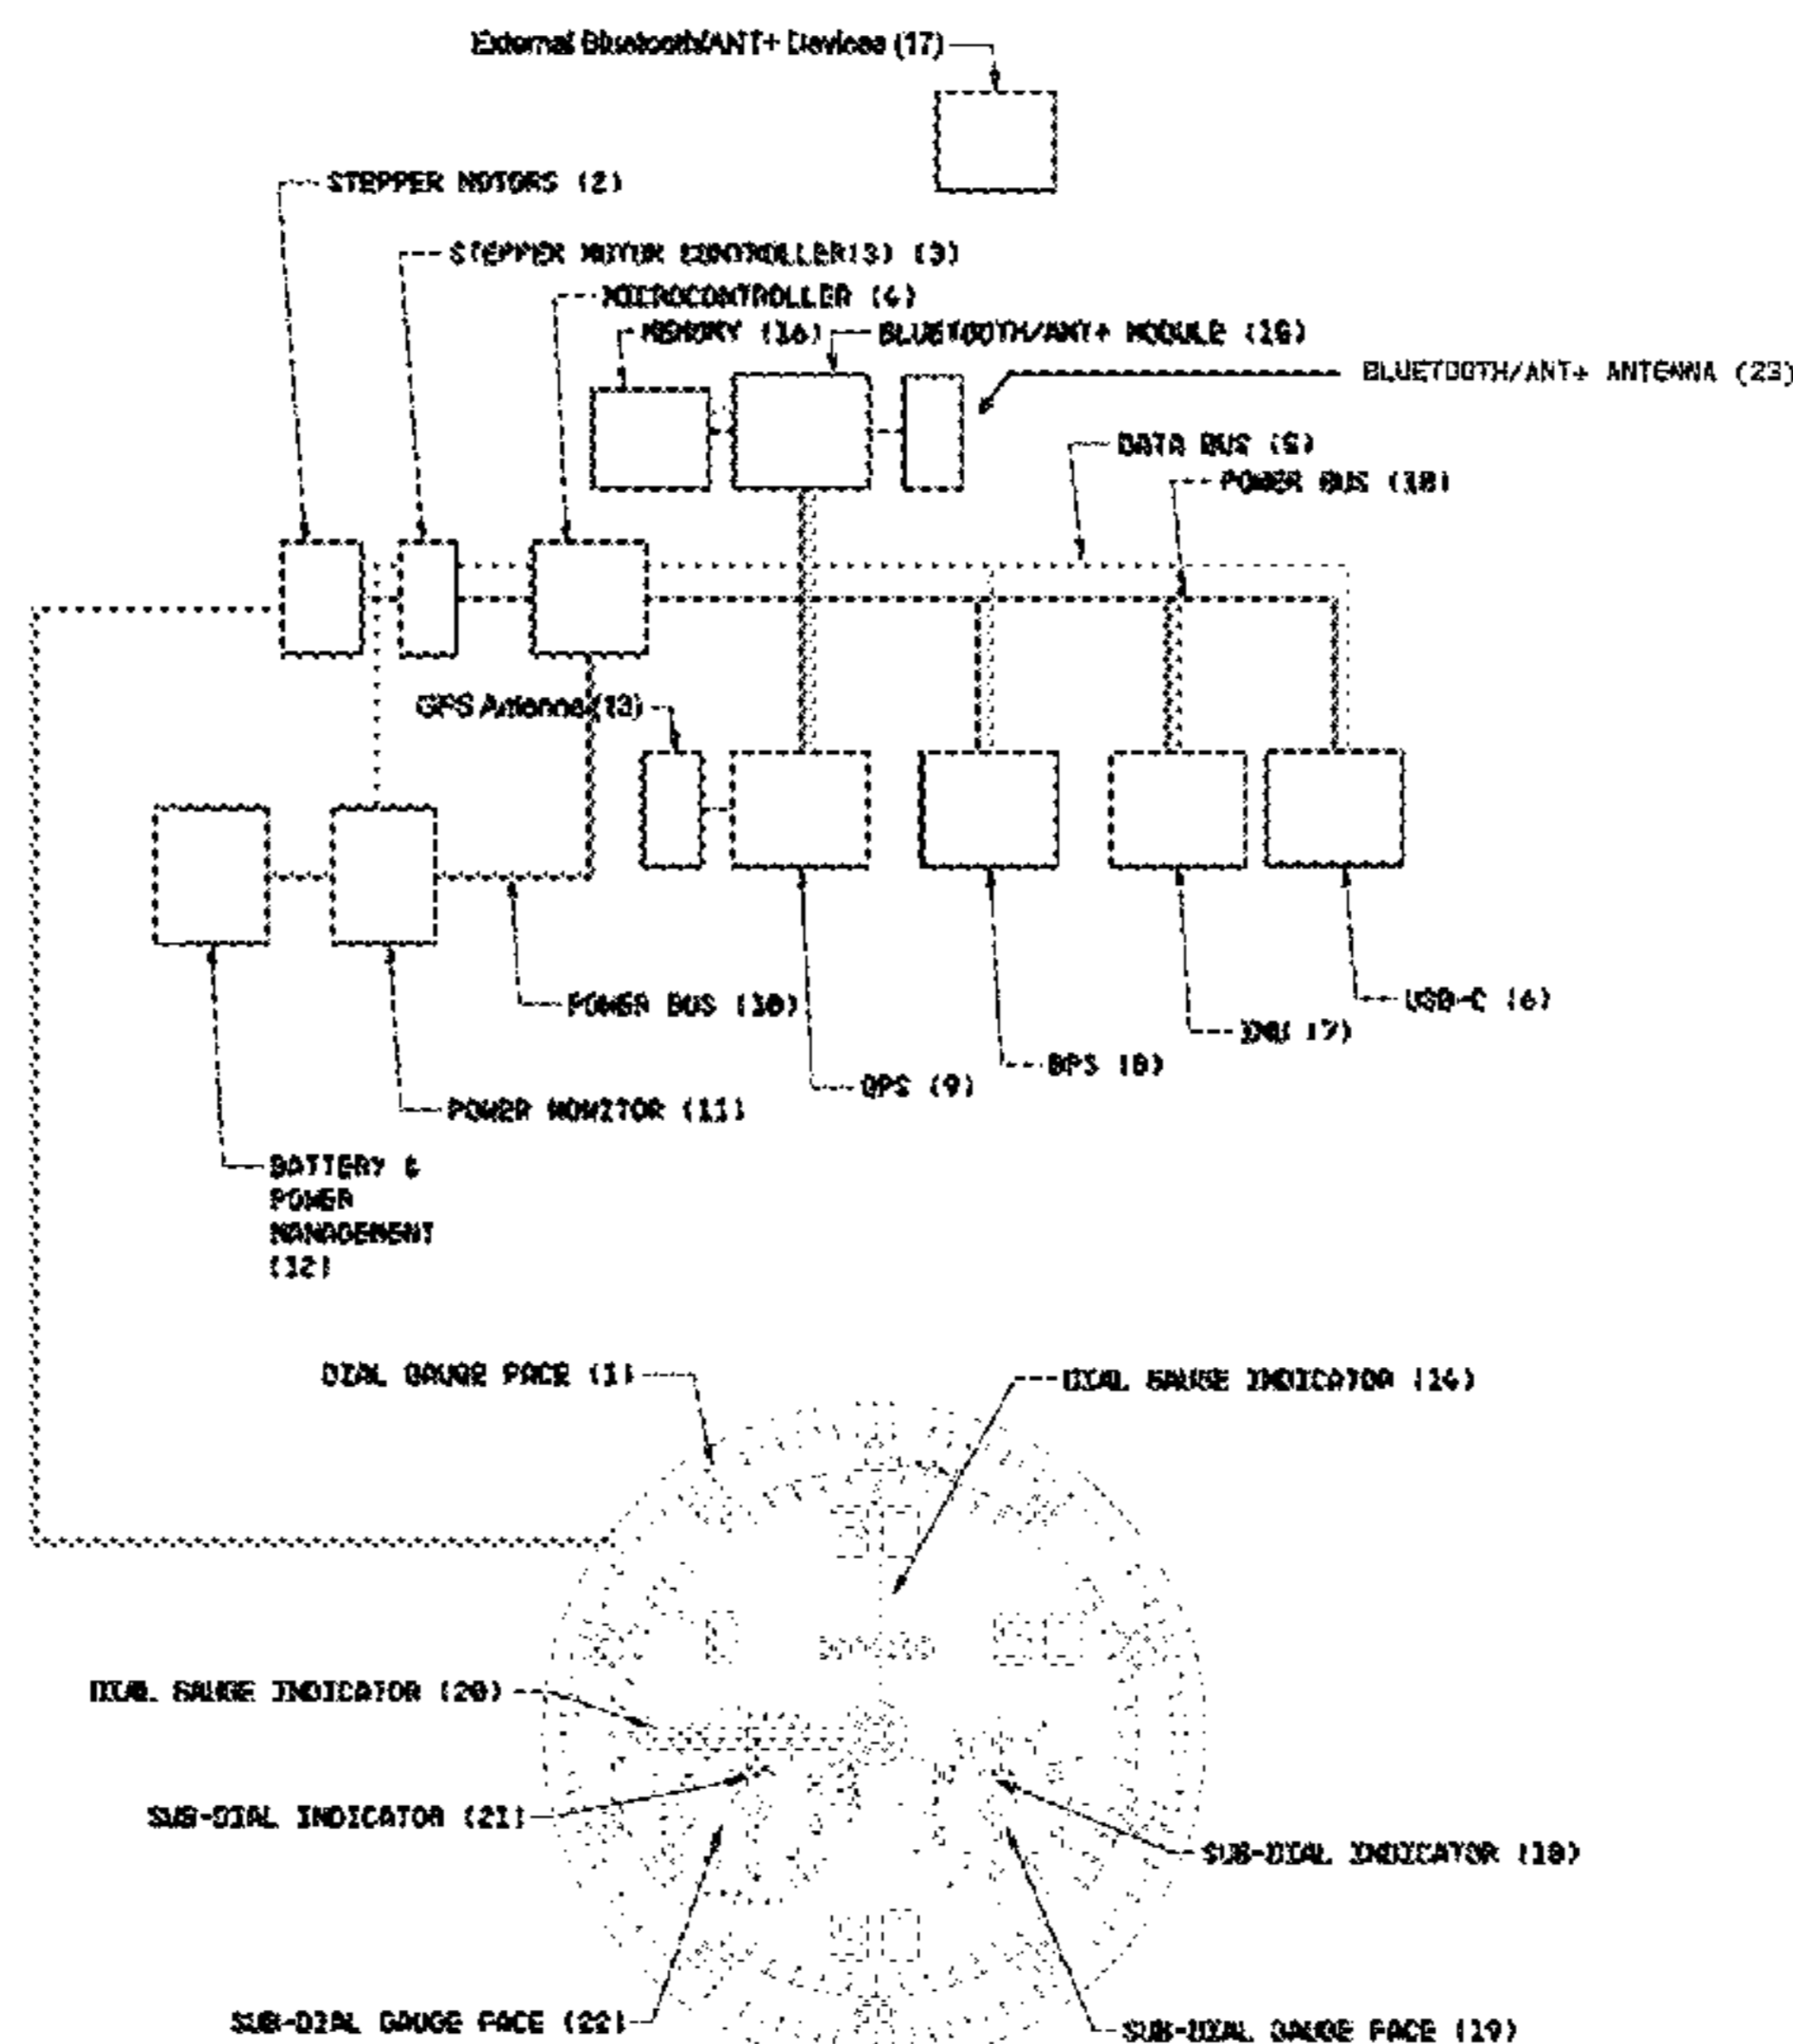 External Bluetooth/ANT+ Devices (17)
STEPPER MOTORS (2)
STEPPER MOTOR CONTROLLER(S) (3)
MICROCONTROLLER (4)
MEMORY (16)
BLUETOOTH/ANT+ MODULE (15)
BLUETOOTH/ANT+ ANTENNA (23)
DATA BUS (5)
POWER BUS (10)
GPS Antenna (13)
POWER BUS (10)
USB-C (6)
IMU( 17)
BPS (8)
GPS (9)
POWER MONITOR (11)
BATTERY &
POWER
MANAGEMENT
(12)
DIAL GAUGE FACE (1)
DIAL GAUGE INDICATOR (14)
DIAL GAUGE INDICATOR (20)
SUB-DIAL INDICATOR (21)
SUB-DIAL INDICATOR (18)
SUB-DIAL GAUGE FACE (22)
SUB-DIAL GAUGE FACE (19)